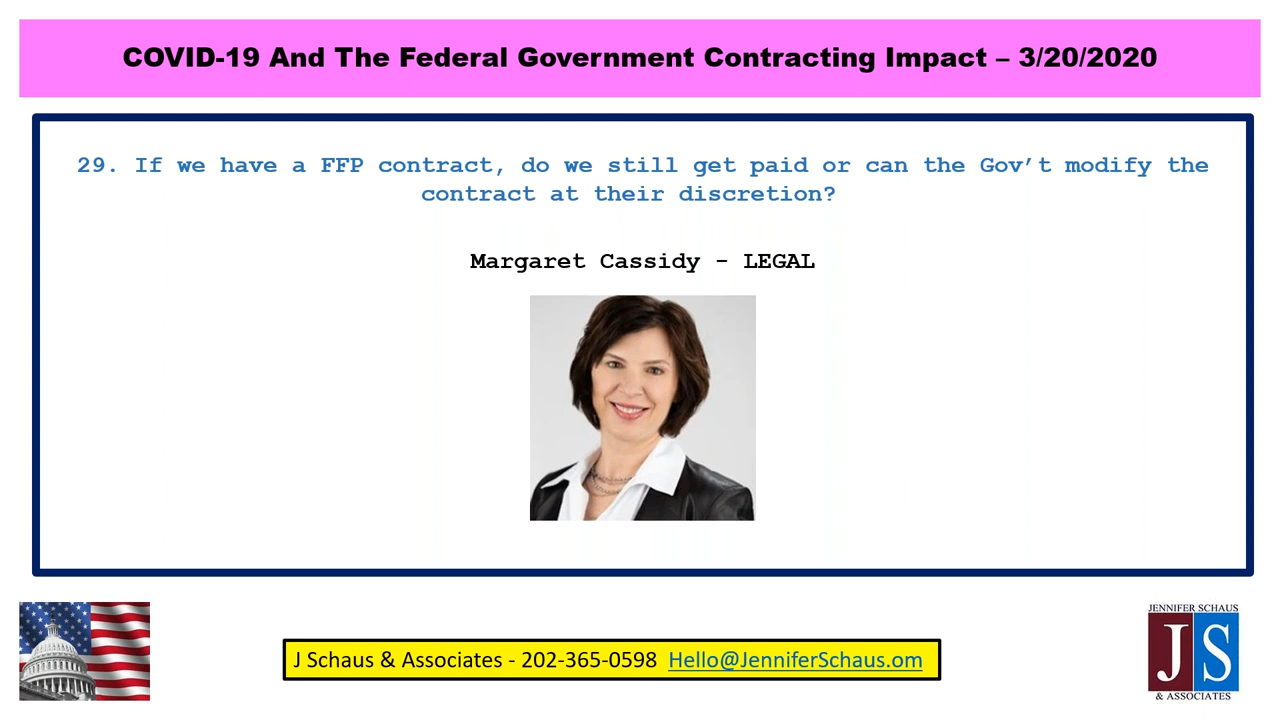 COVID-19 And The Federal Government Contracting Impact – 3/20/2020
29. If we have a FFP contract, do we still get paid or can the Gov’t modify the
contract at their discretion?
Margaret Cassidy - LEGAL
J Schaus & Associates - 202-365-0598 Hello@JenniferSchaus.om
JENNIFER SCHAUS
JS
& ASSOCIATES